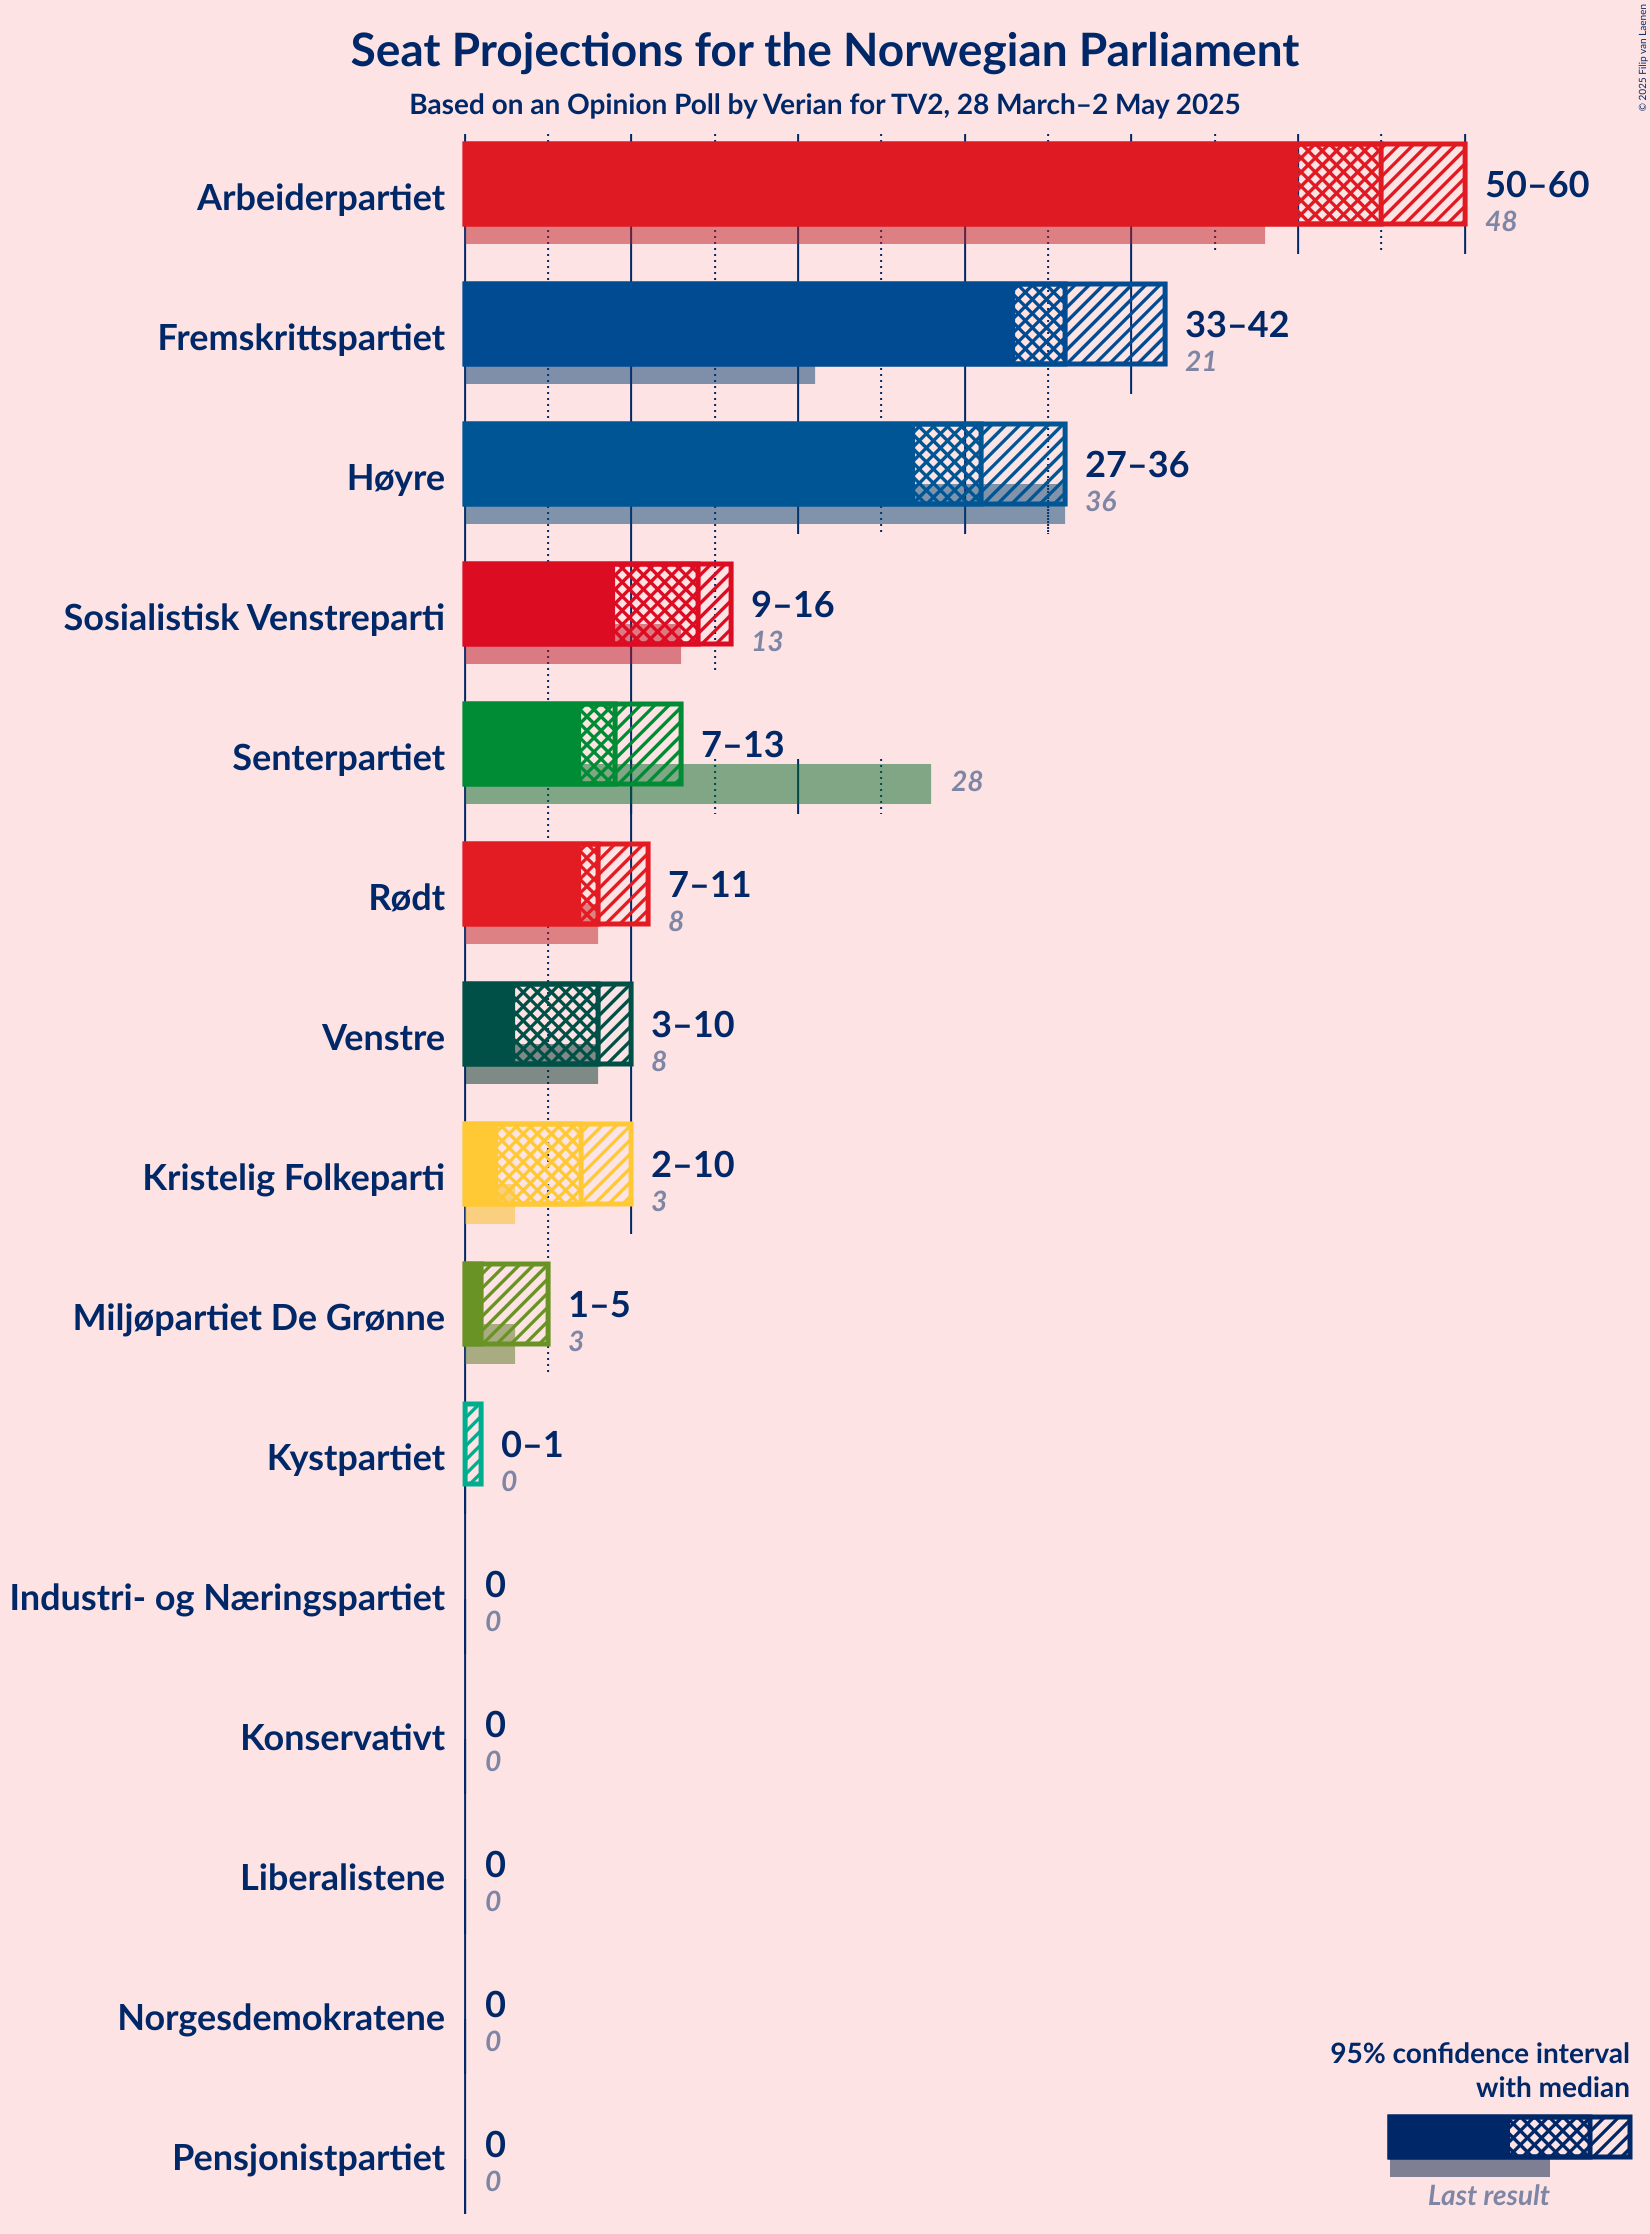 Seat Projections for the Norwegian Parliament
Based on an Opinion Poll by Verian for TV2, 28 March–2 May 2025
© 2025 Filip van Laenen
Arbeiderpartiet
50–60
48
Fremskrittspartiet
33–42
21
Høyre
27–36
36
Sosialistisk Venstreparti
9–16
13
Senterpartiet
7–13
28
Rødt
7–11
8
Venstre
3–10
8
Kristelig Folkeparti
2–10
3
Miljøpartiet De Grønne
1–5
3
Kystpartiet
0–1
0
Industri- og Næringspartiet
0
0
Konservativt
0
0
Liberalistene
0
0
Norgesdemokratene
0
0
Pensjonistpartiet
0
0
95% confidence interval
with median
Last result